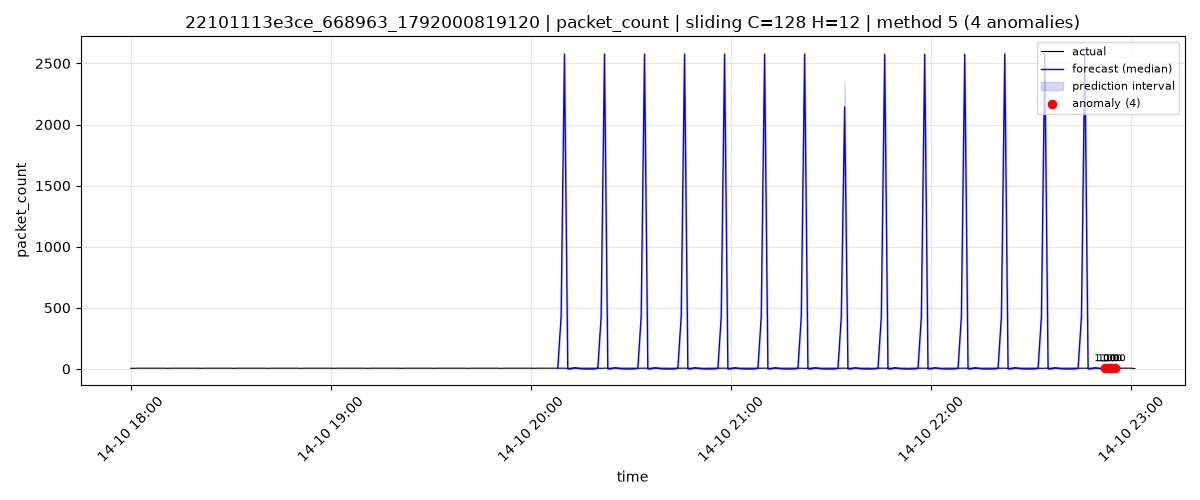 22101113e3ce_668963_1792000819120 | packet_count | sliding C=128 H=12 | method 5 (4 anomalies)
actual
forecast (median)
prediction interval
anomaly (4)
packet_count
2500
2000
1500
1000
500
0
14-10 18:00
14-10 19:00
14-10 20:00
14-10 21:00
14-10 22:00
14-10 23:00
time